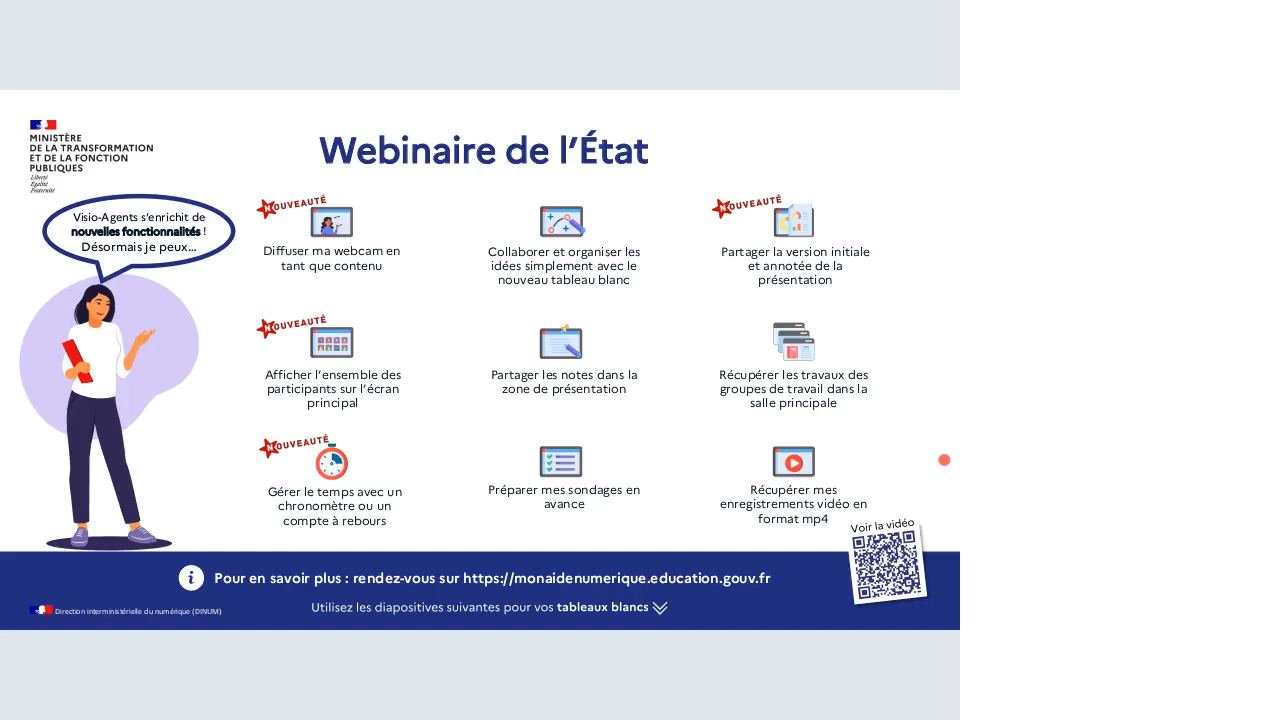 MINISTÈRE
DE LA TRANSFORMATION
ET DE LA FONCTION
PUBLIQUES
Liberté
Égalité
Fraternité
Webinaire de l’État
Visio-Agents s’enrichit de
nouvelles fonctionnalités !
Désormais je peux...
NOUVEAUTÉ
Diffuser ma webcam en
tant que contenu
Collaborer et organiser les
idées simplement avec le
nouveau tableau blanc
NOUVEAUTÉ
Partager la version initiale
et annotée de la
présentation
NOUVEAUTÉ
Afficher l’ensemble des
participants sur l’écran
principal
Partager les notes dans la
zone de présentation
Récupérer les travaux des
groupes de travail dans la
salle principale
NOUVEAUTÉ
Gérer le temps avec un
chronomètre ou un
compte à rebours
Préparer mes sondages en
avance
Récupérer mes
enregistrements vidéo en
format mp4
Voir la vidéo
Pour en savoir plus : rendez-vous sur https://monaidenumerique.education.gouv.fr
Utilisez les diapositives suivantes pour vos tableaux blancs
Direction interministérielle du numérique (DINUM)